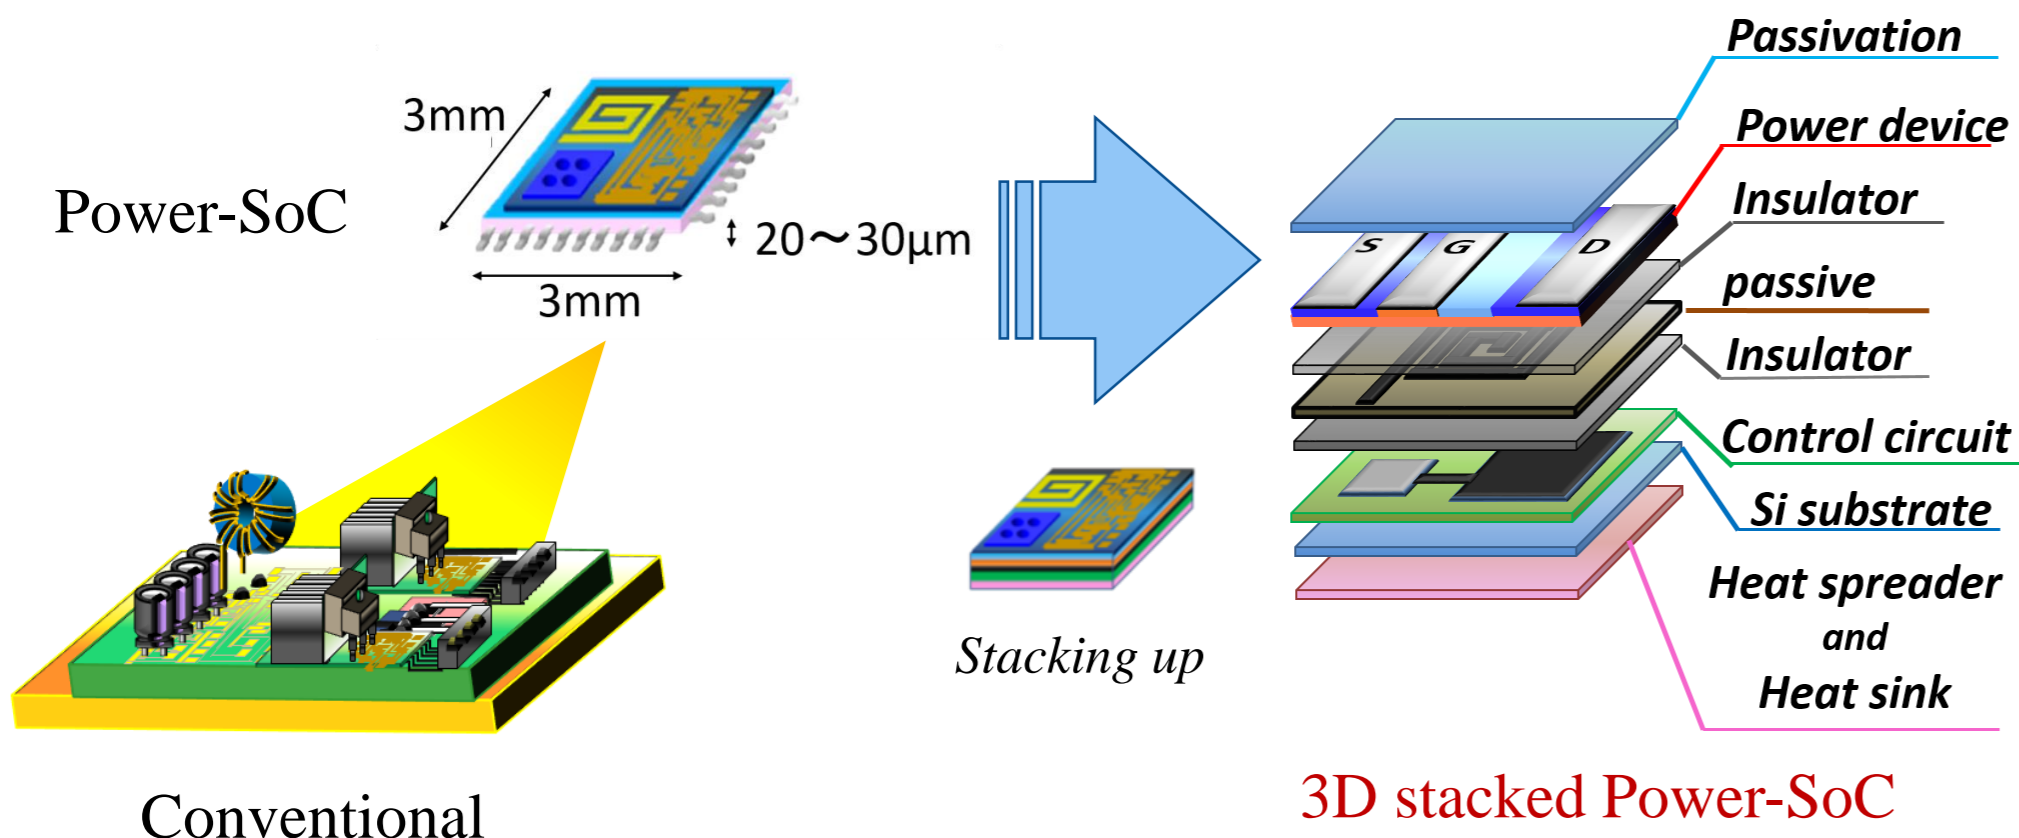 Power-SoC
3mm
20～30μm
3mm
Conventional
Stacking up
Passivation
Power device
Insulator
passive
Insulator
Control circuit
Si substrate
Heat spreader
and
Heat sink
S G D
3D stacked Power-SoC